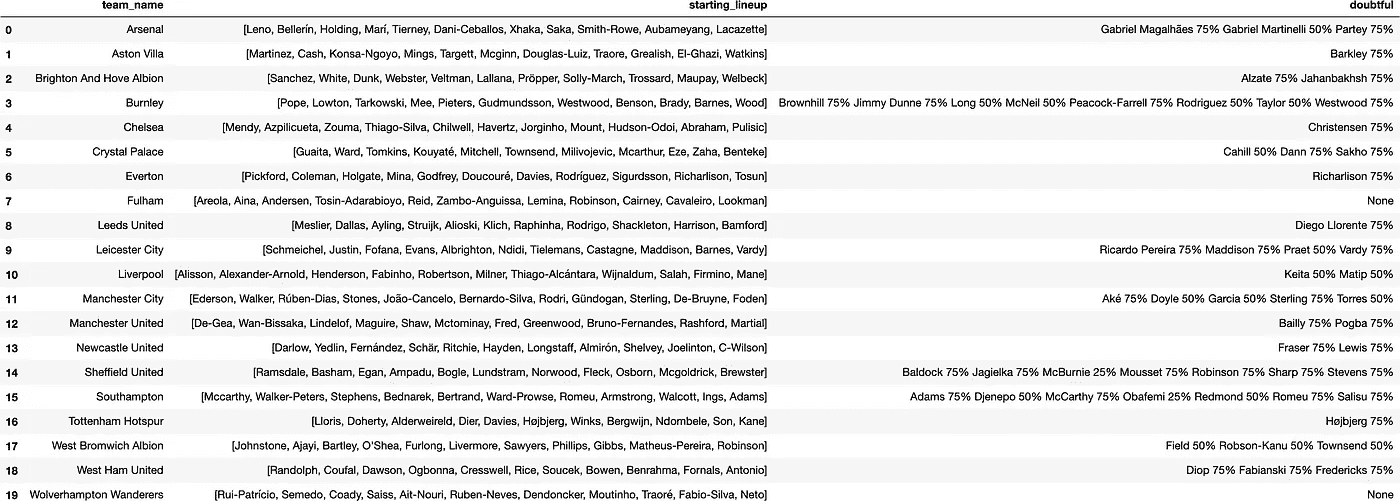 team_name starting_lineup doubtful
0 Arsenal [Leno, Bellerín, Holding, Marí, Tierney, Dani-Ceballos, Xhaka, Saka, Smith-Rowe, Aubameyang, Lacazette] Gabriel Magalhães 75% Gabriel Martinelli 50% Partey 75%
1 Aston Villa [Martinez, Cash, Konsa-Ngoyo, Mings, Targett, Mcginn, Douglas-Luiz, Traore, Grealish, El-Ghazi, Watkins] Barkley 75%
2 Brighton And Hove Albion [Sanchez, White, Dunk, Webster, Veltman, Lallana, Pröpper, Solly-March, Trossard, Maupay, Welbeck] Alzate 75% Jahanbakhsh 75%
3 Burnley [Pope, Lowton, Tarkowski, Mee, Pieters, Gudmundsson, Westwood, Benson, Brady, Barnes, Wood] Brownhill 75% Jimmy Dunne 75% Long 50% McNeil 50% Peacock-Farrell 75% Rodriguez 50% Taylor 50% Westwood 75%
4 Chelsea [Mendy, Azpilicueta, Zouma, Thiago-Silva, Chilwell, Havertz, Jorginho, Mount, Hudson-Odoi, Abraham, Pulisic] Christensen 75%
5 Crystal Palace [Guaita, Ward, Tomkins, Kouyaté, Mitchell, Townsend, Milivojevic, Mcarthur, Eze, Zaha, Benteke] Cahill 50% Dann 75% Sakho 75%
6 Everton [Pickford, Coleman, Holgate, Mina, Godfrey, Doucouré, Davies, Rodríguez, Sigurdsson, Richarlison, Tosun] Richarlison 75%
7 Fulham [Areola, Aina, Andersen, Tosin-Adarabioyo, Reid, Zambo-Anguissa, Lemina, Robinson, Cairney, Cavaleiro, Lookman] None
8 Leeds United [Meslier, Dallas, Ayling, Struijk, Alioski, Klich, Raphinha, Rodrigo, Shackleton, Harrison, Bamford] Diego Llorente 75%
9 Leicester City [Schmeichel, Justin, Fofana, Evans, Albrighton, Ndidi, Tielemans, Castagne, Maddison, Barnes, Vardy] Ricardo Pereira 75% Maddison 75% Praet 50% Vardy 75%
10 Liverpool [Alisson, Alexander-Arnold, Henderson, Fabinho, Robertson, Milner, Thiago-Alcántara, Wijnaldum, Salah, Firmino, Mane] Keita 50% Matip 50%
11 Manchester City [Ederson, Walker, Rúben-Dias, Stones, João-Cancelo, Bernardo-Silva, Rodri, Gündogan, Sterling, De-Bruyne, Foden] Aké 75% Doyle 50% Garcia 50% Sterling 75% Torres 50%
12 Manchester United [De-Gea, Wan-Bissaka, Lindelof, Maguire, Shaw, Mctominay, Fred, Greenwood, Bruno-Fernandes, Rashford, Martial] Bailly 75% Pogba 75%
13 Newcastle United [Darlow, Yedlin, Fernández, Schär, Ritchie, Hayden, Longstaff, Almirón, Shelvey, Joelinton, C-Wilson] Fraser 75% Lewis 75%
14 Sheffield United [Ramsdale, Basham, Egan, Ampadu, Bogle, Lundstram, Norwood, Fleck, Osborn, Mcgoldrick, Brewster] Baldock 75% Jagielka 75% McBurnie 25% Mousset 75% Robinson 75% Sharp 75% Stevens 75%
15 Southampton [Mccarthy, Walker-Peters, Stephens, Bednarek, Bertrand, Ward-Prowse, Romeu, Armstrong, Walcott, Ings, Adams] Adams 75% Djenepo 50% McCarthy 75% Obafemi 25% Redmond 50% Romeu 75% Salisu 75%
16 Tottenham Hotspur [Lloris, Doherty, Alderweireld, Dier, Davies, Højbjerg, Winks, Bergwijn, Ndombele, Son, Kane] Højbjerg 75%
17 West Bromwich Albion [Johnstone, Ajayi, Bartley, O'Shea, Furlong, Livermore, Sawyers, Phillips, Gibbs, Matheus-Pereira, Robinson] Field 50% Robson-Kanu 50% Townsend 50%
18 West Ham United [Randolph, Coufal, Dawson, Ogbonna, Cresswell, Rice, Soucek, Bowen, Benrahma, Fornals, Antonio] Diop 75% Fabianski 75% Fredericks 75%
19 Wolverhampton Wanderers [Rui-Patrício, Semedo, Coady, Saiss, Ait-Nouri, Ruben-Neves, Dendoncker, Moutinho, Traoré, Fabio-Silva, Neto] None